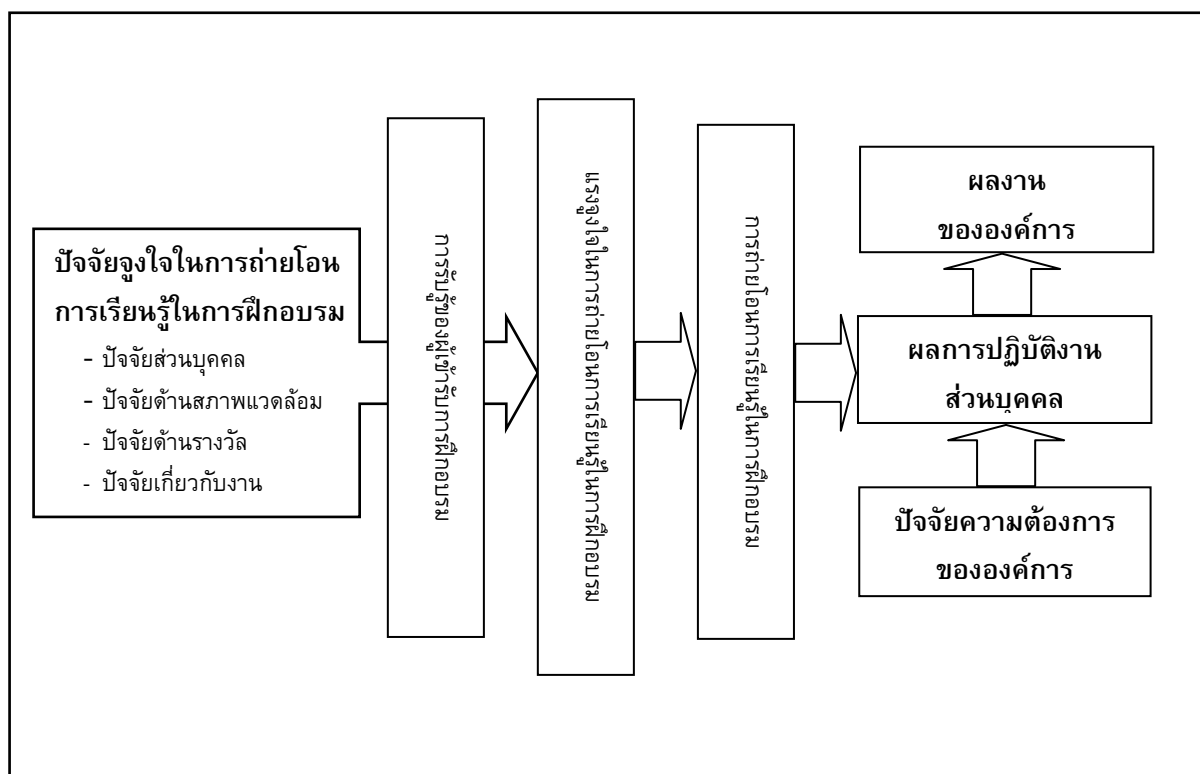 ปัจจัยจูงใจในการถ่ายโอน
การเรียนรู้ในการฝึกอบรม
- ปัจจัยส่วนบุคคล
- ปัจจัยด้านสภาพแวดล้อม
- ปัจจัยด้านรางวัล
- ปัจจัยเกี่ยวกับงาน
การรับรู้ของผู้เข้ารับการฝึกอบรม
แรงจูงใจในการถ่ายโอนการเรียนรู้ในการฝึกอบรม
การถ่ายโอนการเรียนรู้ในการฝึกอบรม
ผลงาน
ขององค์การ
ผลการปฏิบัติงาน
ส่วนบุคคล
ปัจจัยความต้องการ
ขององค์การ